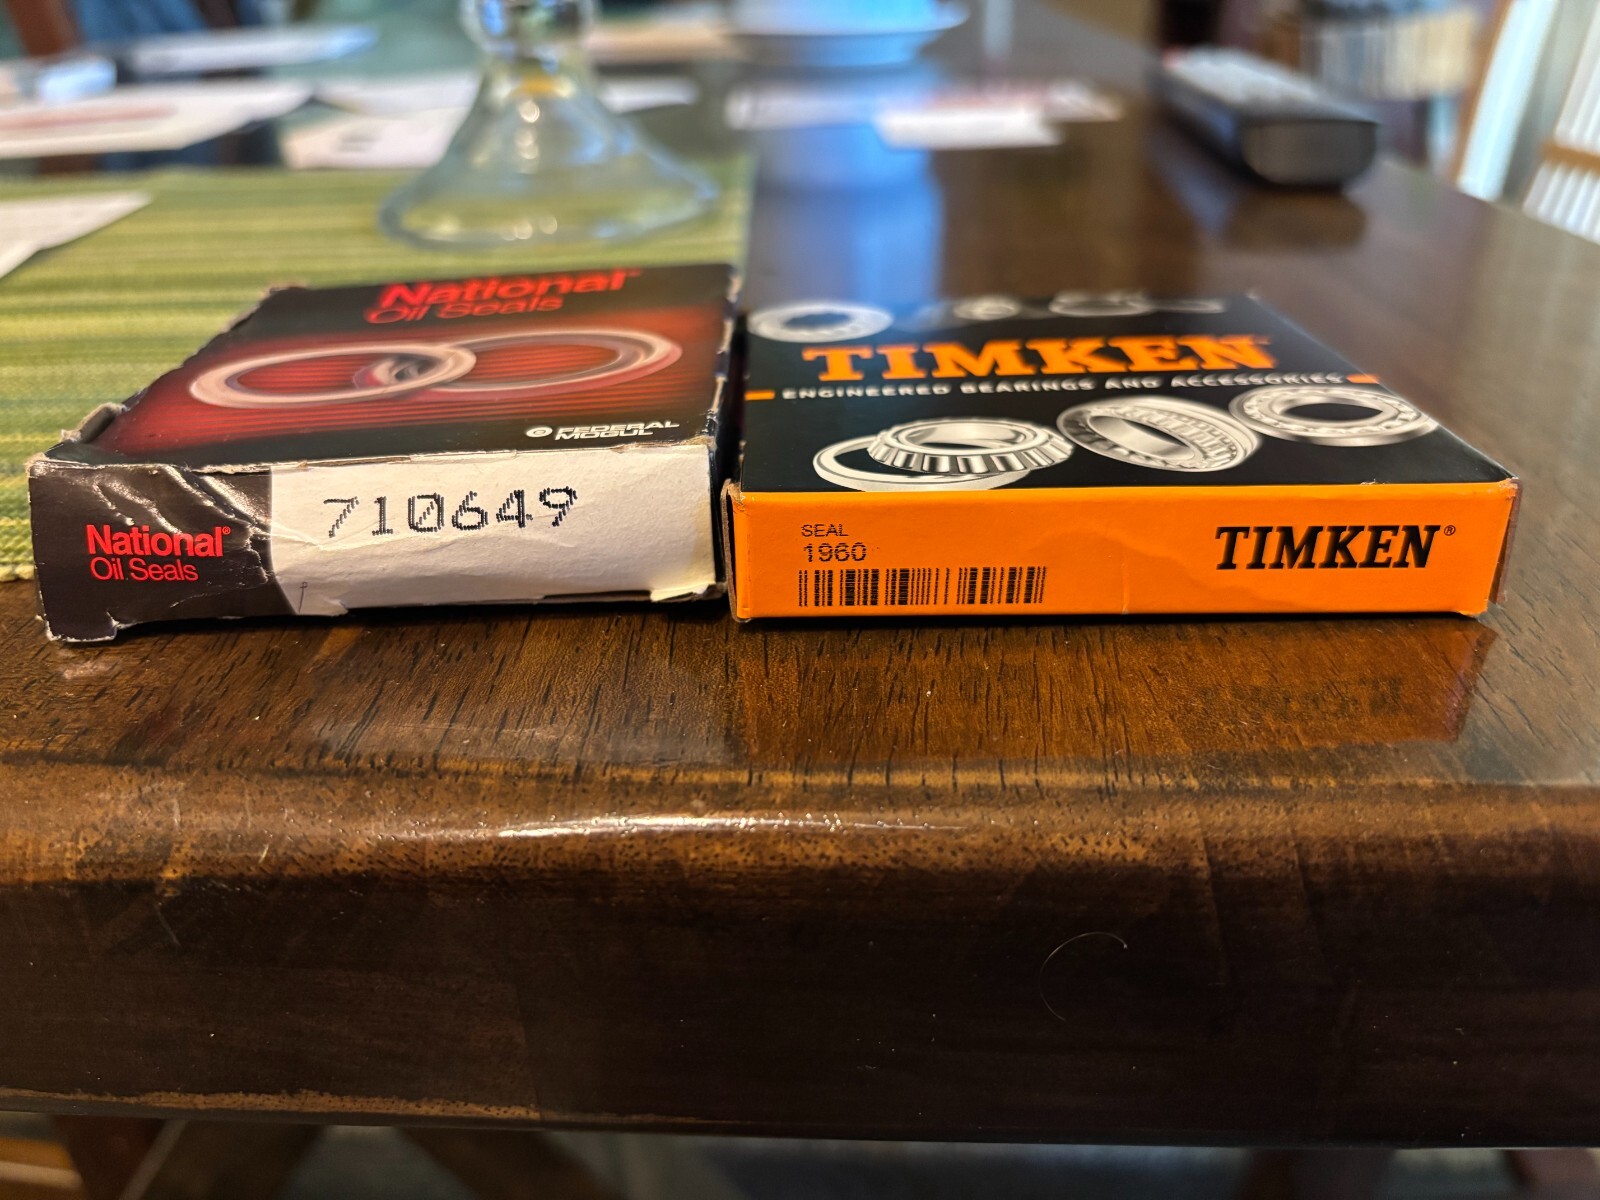 National
Oil Seals
FEDERAL
MOGUL
National®
Oil Seals
710649
TIMKEN
ENGINEERED BEARINGS AND ACCESSORIES
SEAL
1960
TIMKEN®